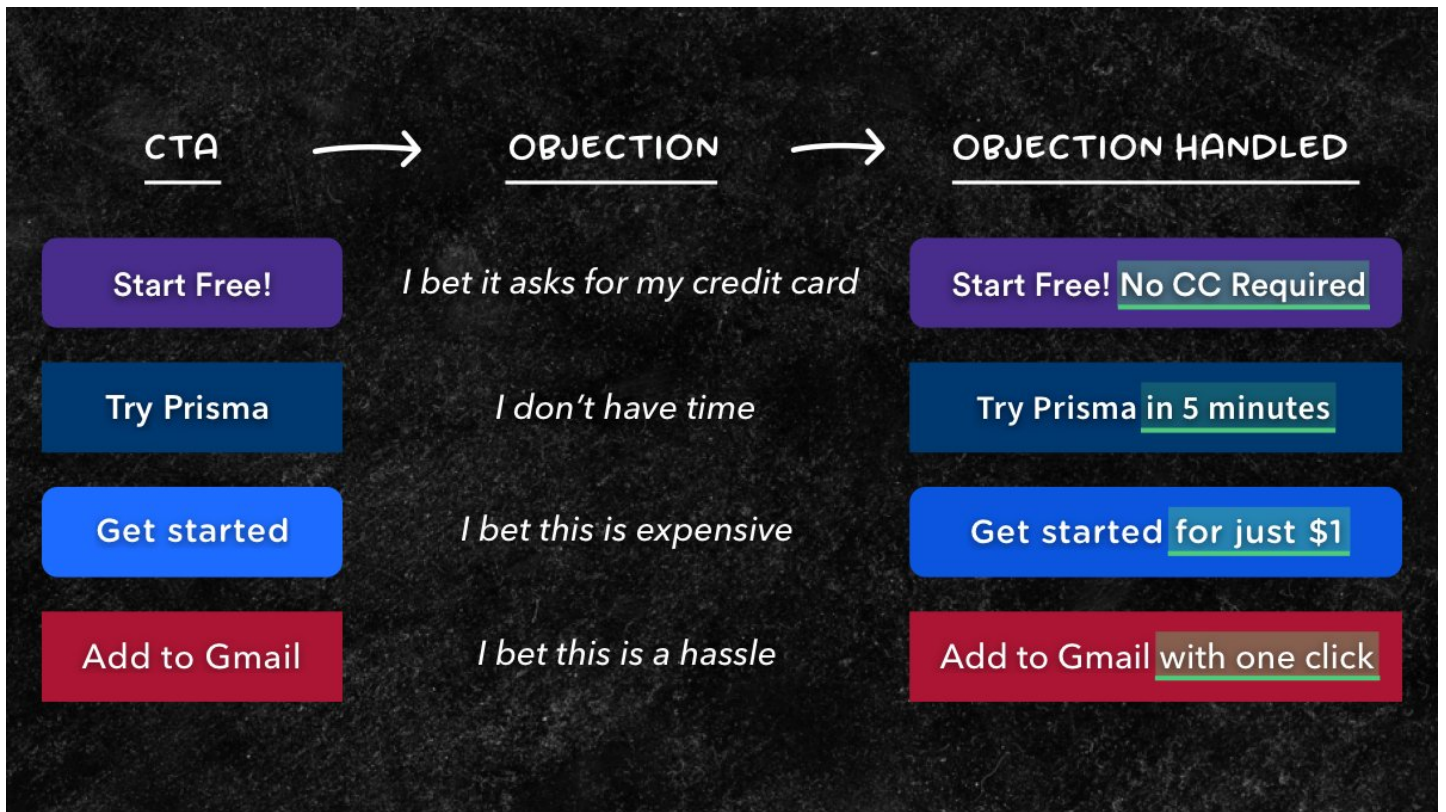 CTA
OBJECTION
OBJECTION HANDLED
Start Free!
I bet it asks for my credit card
Start Free! No CC Required
Try Prisma
I don't have time
Try Prisma in 5 minutes
Get started
I bet this is expensive
Get started for just $1
Add to Gmail
I bet this is a hassle
Add to Gmail with one click